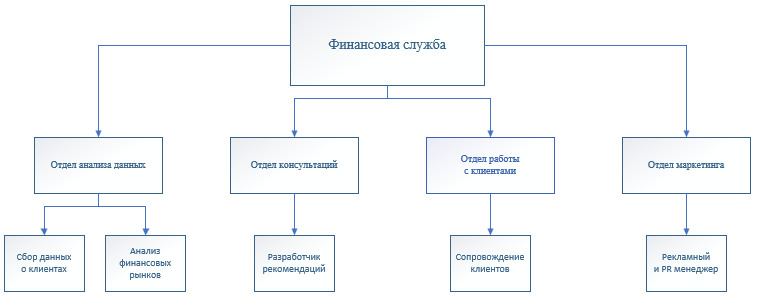 Финансовая служба
Отдел анализа данных
Отдел консультаций
Отдел работы
с клиентами
Отдел маркетинга
Сбор данных
о клиентах
Анализ
финансовых
рынков
Разработчик
рекомендаций
Сопровождение
клиентов
Рекламный
и PR менеджер